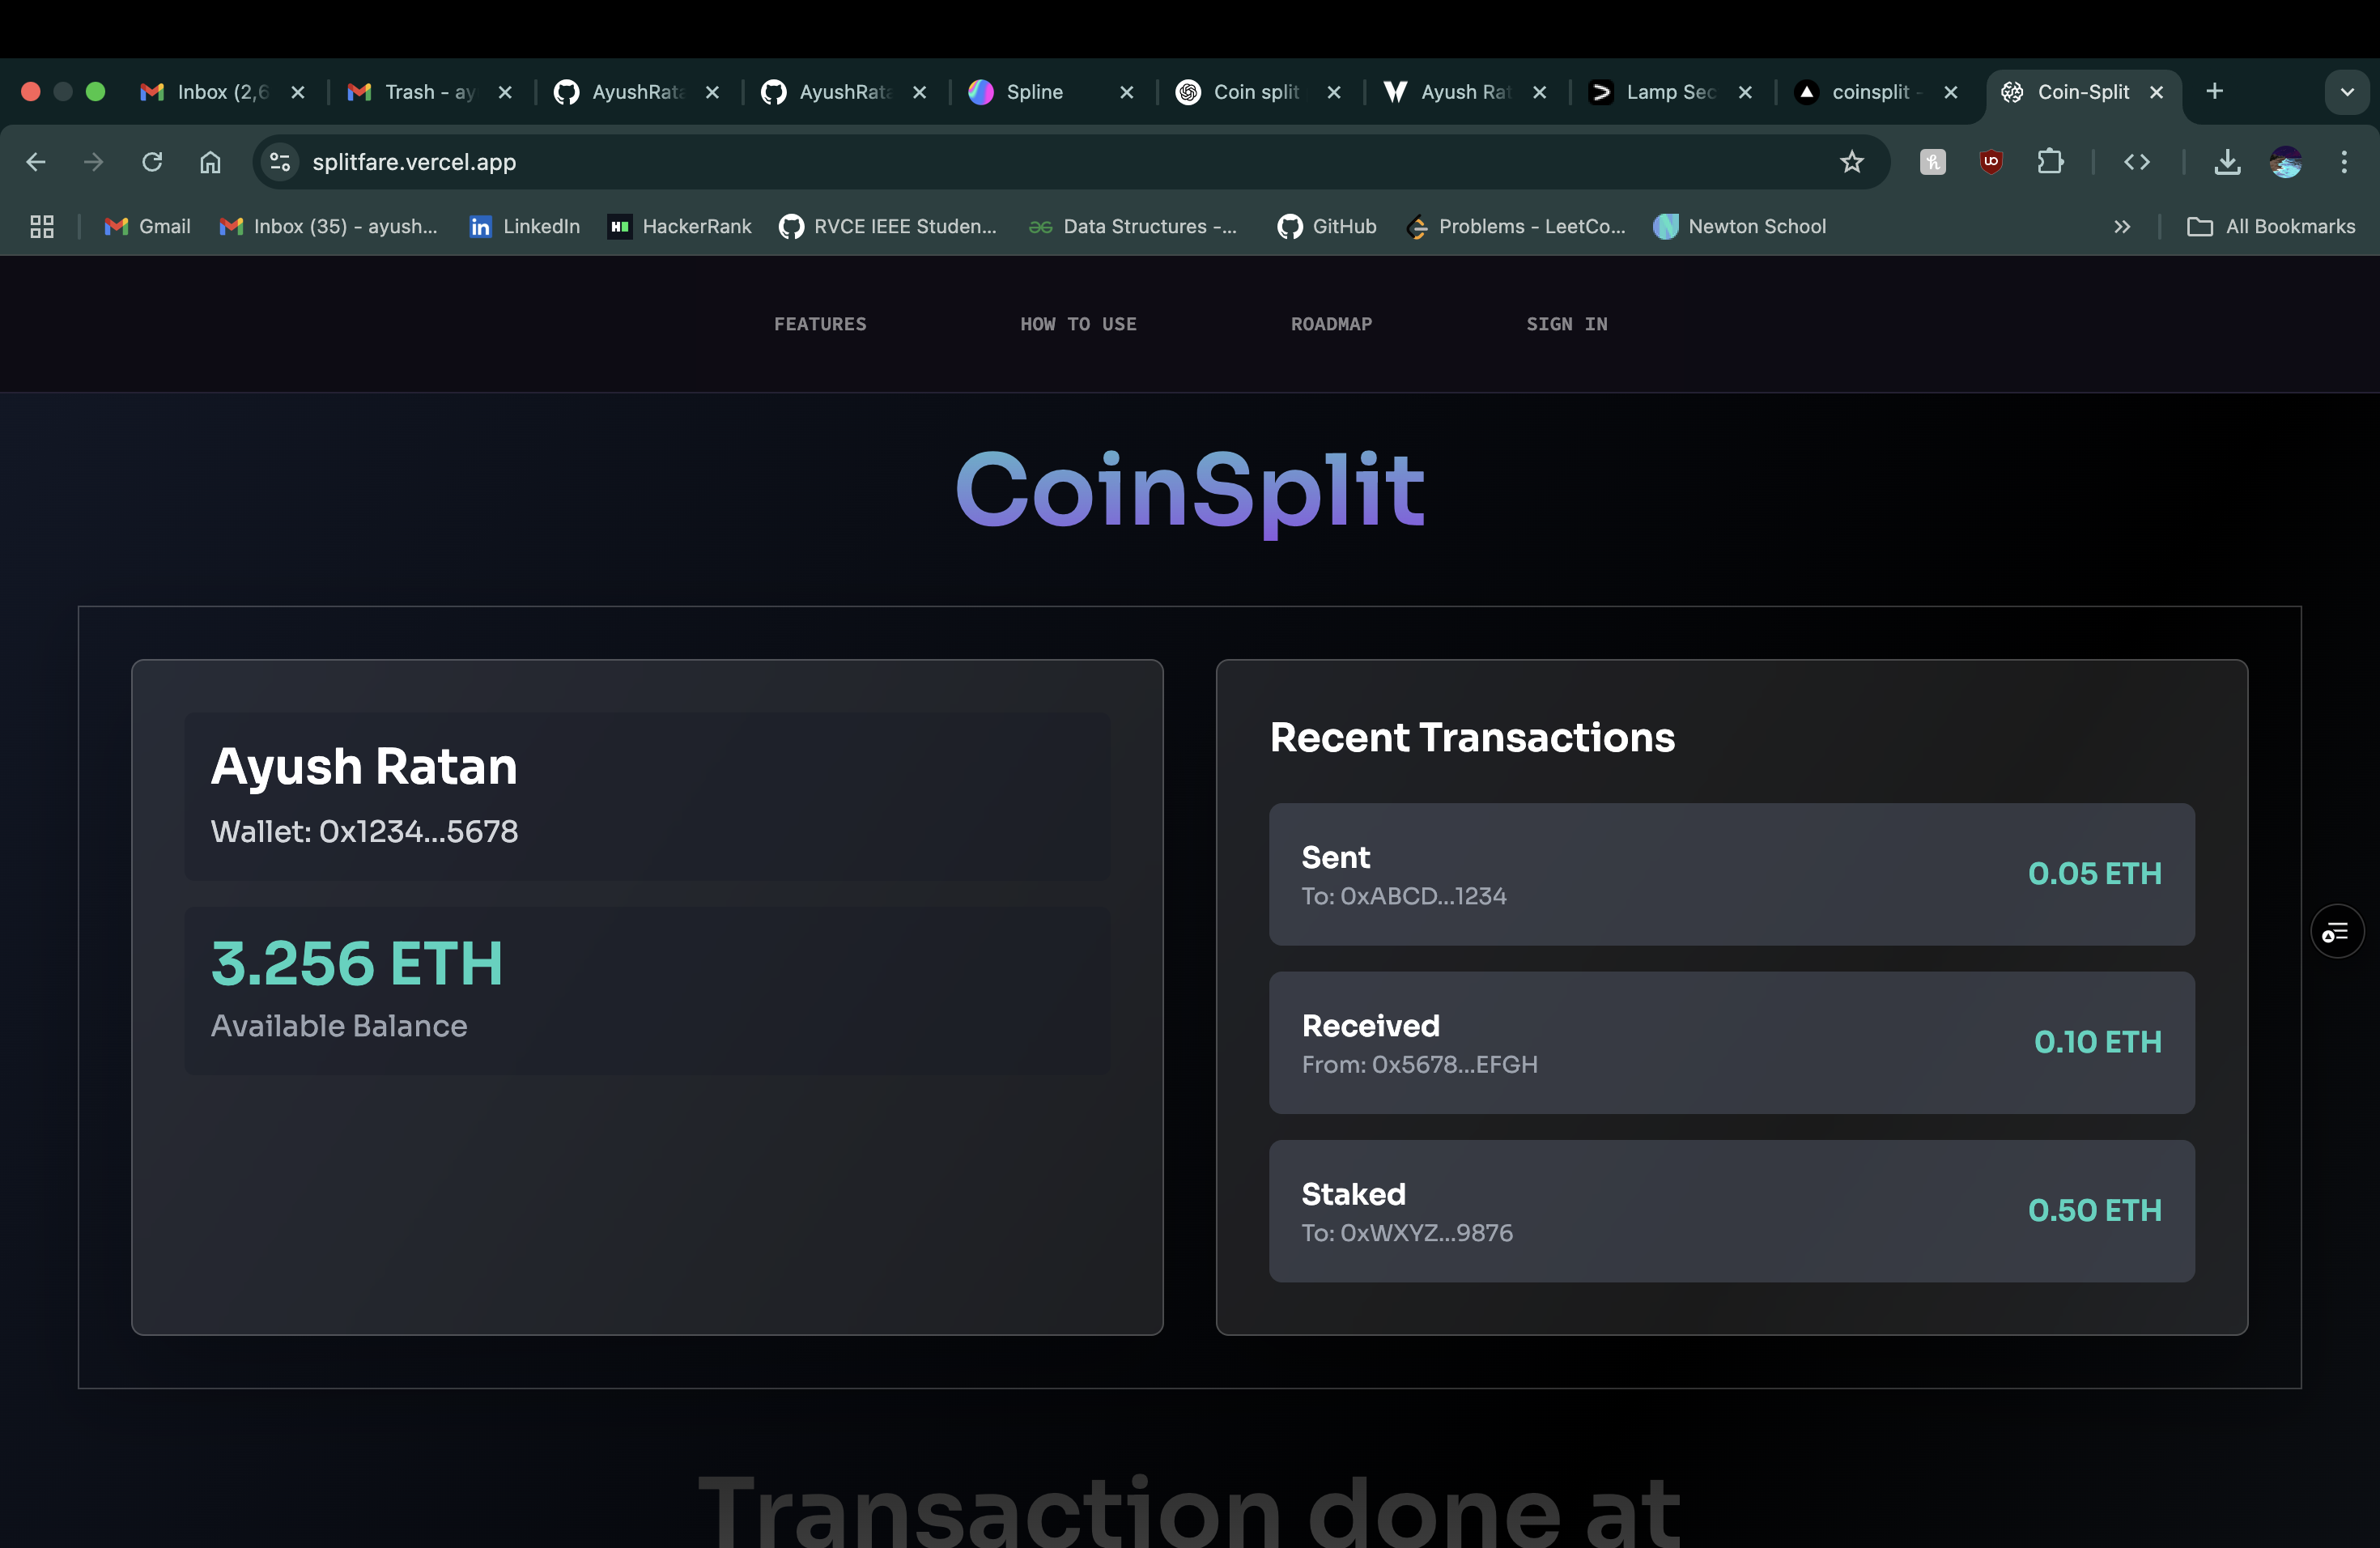 Inbox (2,6
Trash - ay
AyushRata
AyushRata
Spline
Coin split
Ayush Rat
Lamp Sec
coinsplit -
Coin-Split
splitfare.vercel.app
Gmail
Inbox (35) - ayush...
LinkedIn
HackerRank
RVCE IEEE Studen...
Data Structures -...
GitHub
Problems - LeetCo...
Newton School
All Bookmarks
FEATURES
HOW TO USE
ROADMAP
SIGN IN
CoinSplit
Ayush Ratan
Wallet: 0x1234...5678
3.256 ETH
Available Balance
Recent Transactions
Sent
To: 0xABCD...1234
0.05 ETH
Received
From: 0x5678...EFGH
0.10 ETH
Staked
To: 0xWXYZ...9876
0.50 ETH
Transaction done at